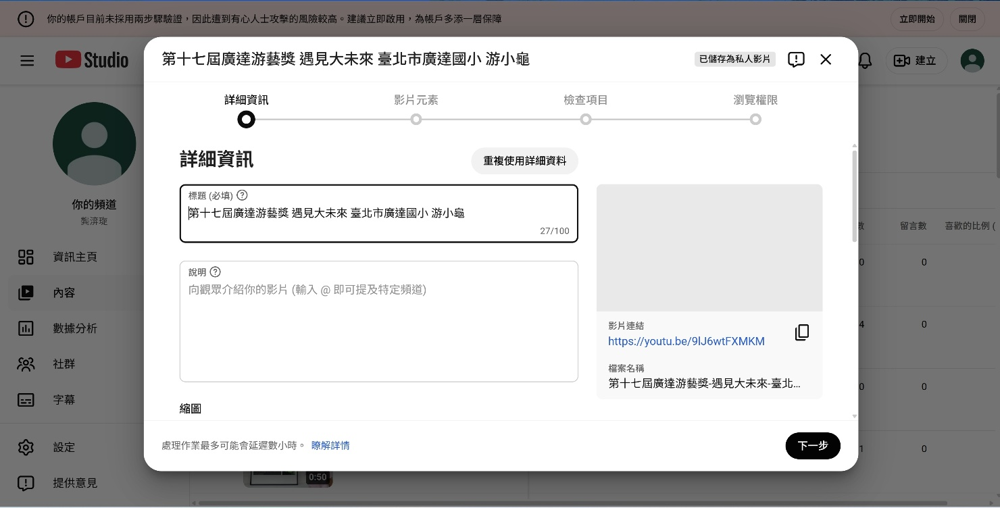 你的帳戶目前未採用兩步驟驗證，因此遭到有心人士攻擊的風險較高。建議立即啟用，為帳戶多添一層保障
立即開始
關閉
Studio
第十七屆廣達游藝獎 遇見大未來 臺北市廣達國小 游小龜
已儲存為私人影片
建立
詳細資訊
影片元素
檢查項目
瀏覽權限
你的頻道
資訊主頁
內容
數據分析
社群
字幕
設定
提供意見
詳細資訊
重複使用詳細資料
標題 (必填)
第十七屆廣達游藝獎 遇見大未來 臺北市廣達國小 游小龜
27/100
說明
向觀眾介紹你的影片 (輸入 @ 即可提及特定頻道)
縮圖
影片連結
https://youtu.be/9lJ6wtFXMKM
檔案名稱
第十七屆廣達游藝獎-遇見大未來-臺北...
處理作業最多可能會延遲數小時。 瞭解詳情
下一步
數
留言數
喜歡的比例 (
0
0
4
0
0
0
1
0
0:50